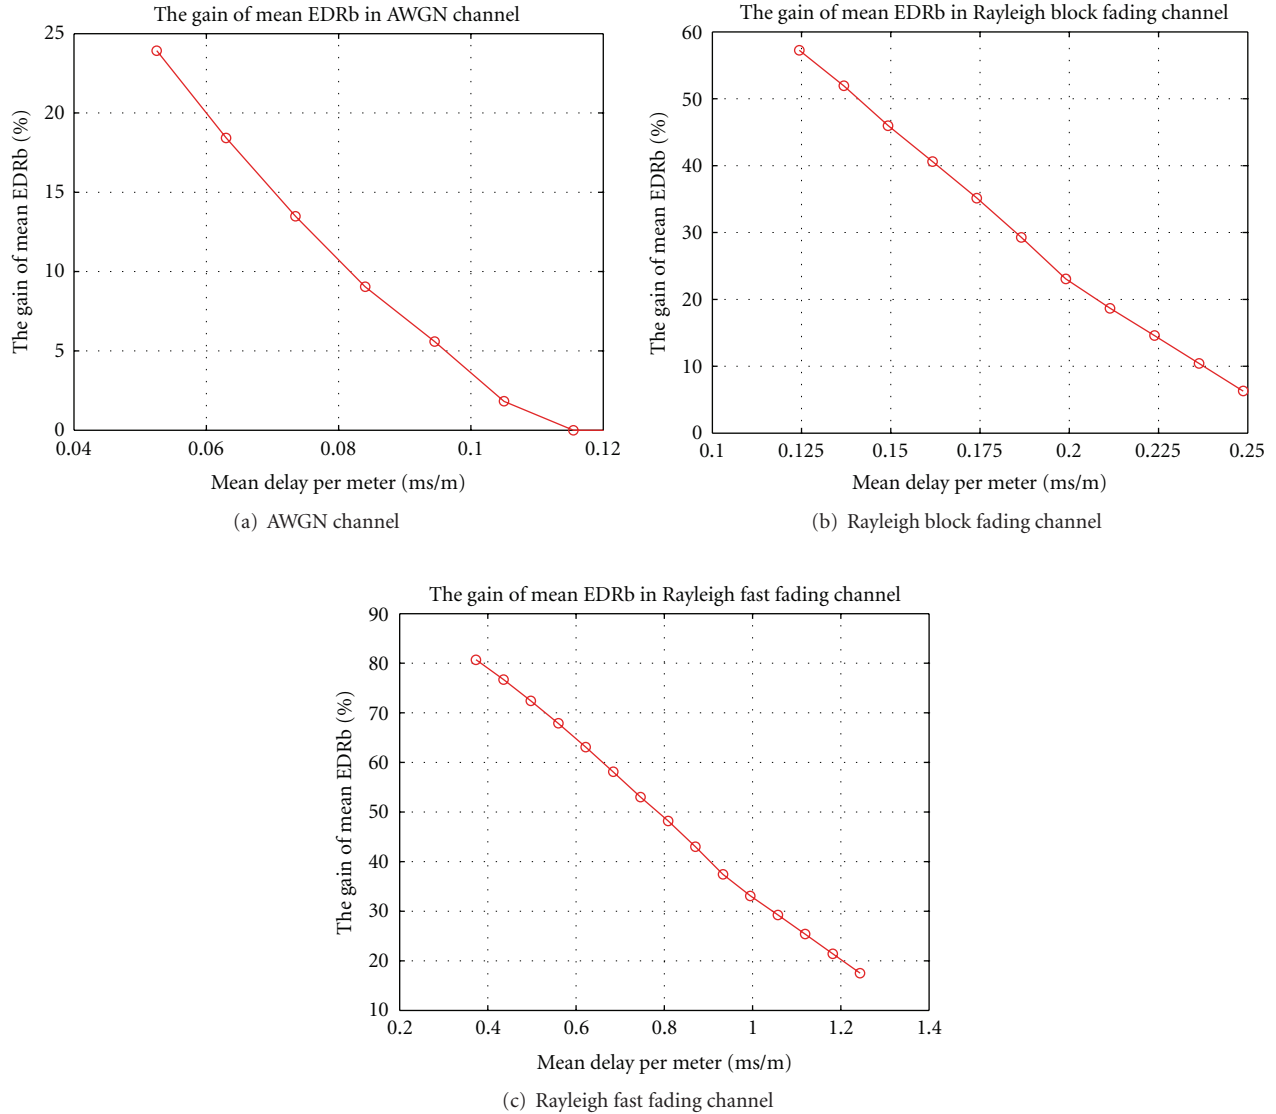 The gain of mean EDRb in AWGN channel
25
20
15
10
5
0
The gain of mean EDRb (%)
0.04 0.06 0.08 0.1 0.12
Mean delay per meter (ms/m)
(a) AWGN channel
The gain of mean EDRb in Rayleigh block fading channel
60
50
40
30
20
10
0
The gain of mean EDRb (%)
0.1 0.125 0.15 0.175 0.2 0.225 0.25
Mean delay per meter (ms/m)
(b) Rayleigh block fading channel
The gain of mean EDRb in Rayleigh fast fading channel
90
80
70
60
50
40
30
20
10
The gain of mean EDRb (%)
0.2 0.4 0.6 0.8 1 1.2 1.4
Mean delay per meter (ms/m)
(c) Rayleigh fast fading channel